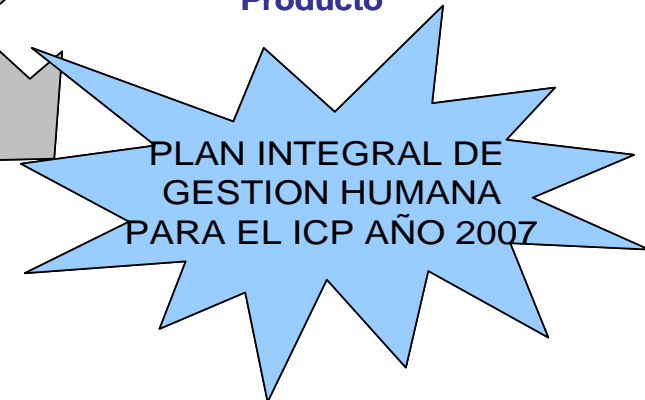 Producto
PLAN INTEGRAL DE
GESTION HUMANA
PARA EL ICP AÑO 2007